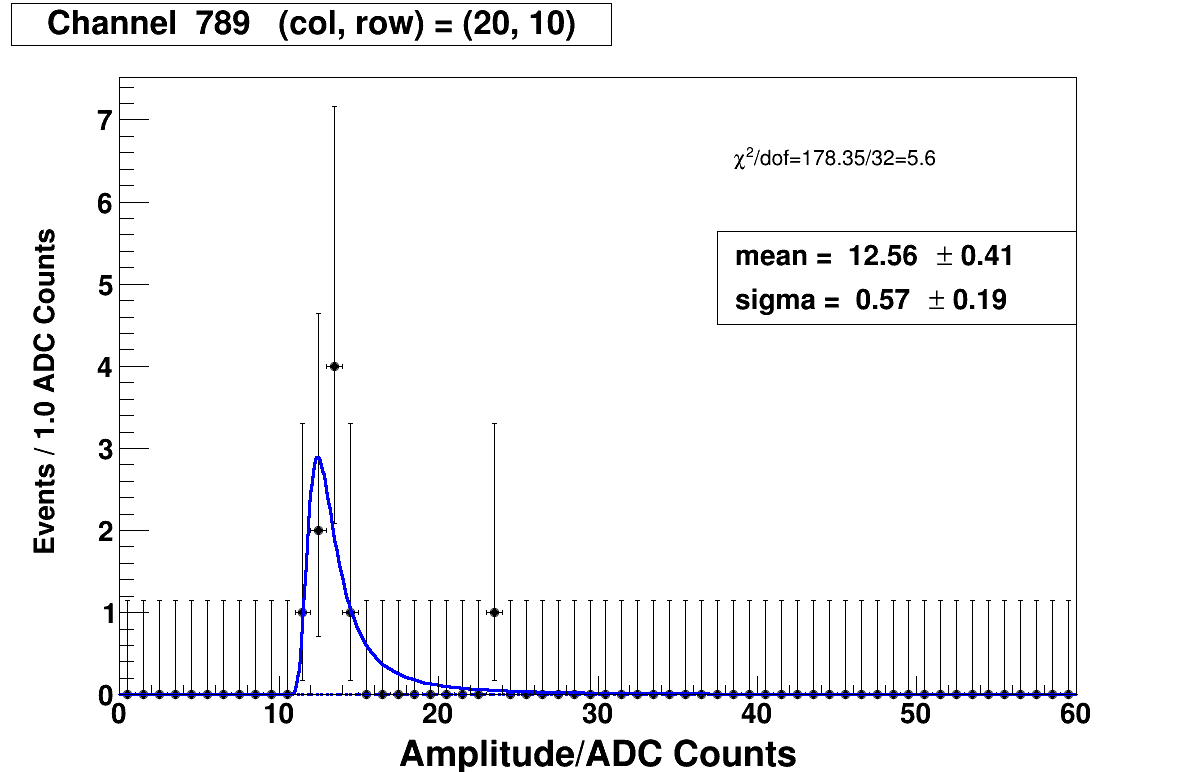 Channel 789 (col, row) = (20, 10)
χ²/dof=178.35/32=5.6
mean = 12.56 ± 0.41
sigma = 0.57 ± 0.19
Events / 1.0 ADC Counts
7
6
5
4
3
2
1
0
0 10 20 30 40 50 60
Amplitude/ADC Counts